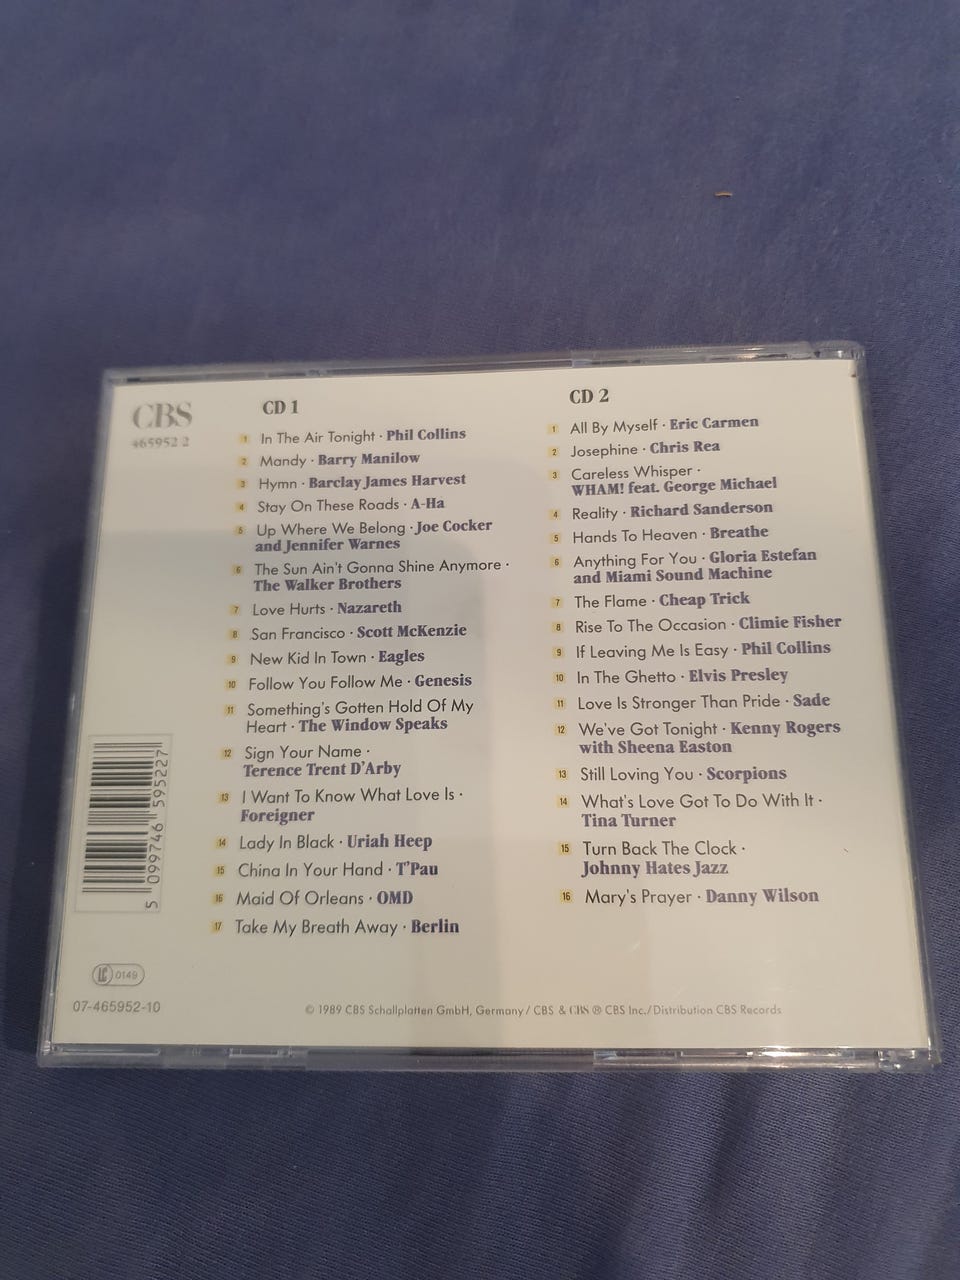 CBS
465952 2
CD 1
1 In The Air Tonight · Phil Collins
2 Mandy · Barry Manilow
3 Hymn · Barclay James Harvest
4 Stay On These Roads · A-Ha
5 Up Where We Belong · Joe Cocker
and Jennifer Warnes
6 The Sun Ain't Gonna Shine Anymore ·
The Walker Brothers
7 Love Hurts · Nazareth
8 San Francisco · Scott McKenzie
9 New Kid In Town · Eagles
10 Follow You Follow Me · Genesis
11 Something's Gotten Hold Of My
Heart · The Window Speaks
12 Sign Your Name ·
Terence Trent D'Arby
13 I Want To Know What Love Is ·
Foreigner
14 Lady In Black · Uriah Heep
15 China In Your Hand · T'Pau
16 Maid Of Orleans · OMD
17 Take My Breath Away · Berlin
CD 2
1 All By Myself · Eric Carmen
2 Josephine · Chris Rea
3 Careless Whisper ·
WHAM! feat. George Michael
4 Reality · Richard Sanderson
5 Hands To Heaven · Breathe
6 Anything For You · Gloria Estefan
and Miami Sound Machine
7 The Flame · Cheap Trick
8 Rise To The Occasion · Climie Fisher
9 If Leaving Me Is Easy · Phil Collins
10 In The Ghetto · Elvis Presley
11 Love Is Stronger Than Pride · Sade
12 We've Got Tonight · Kenny Rogers
with Sheena Easton
13 Still Loving You · Scorpions
14 What's Love Got To Do With It ·
Tina Turner
15 Turn Back The Clock ·
Johnny Hates Jazz
16 Mary's Prayer · Danny Wilson
5 099746 595227
LC 0149
07-465952-10
© 1989 CBS Schallplatten GmbH, Germany / CBS & CBS ® CBS Inc./Distribution CBS Records